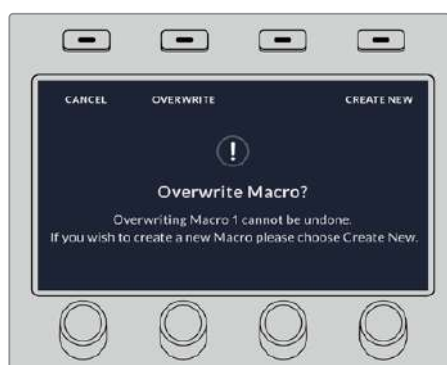 CANCEL OVERWRITE CREATE NEW
Overwrite Macro?
Overwriting Macro 1 cannot be undone.
If you wish to create a new Macro please choose Create New.